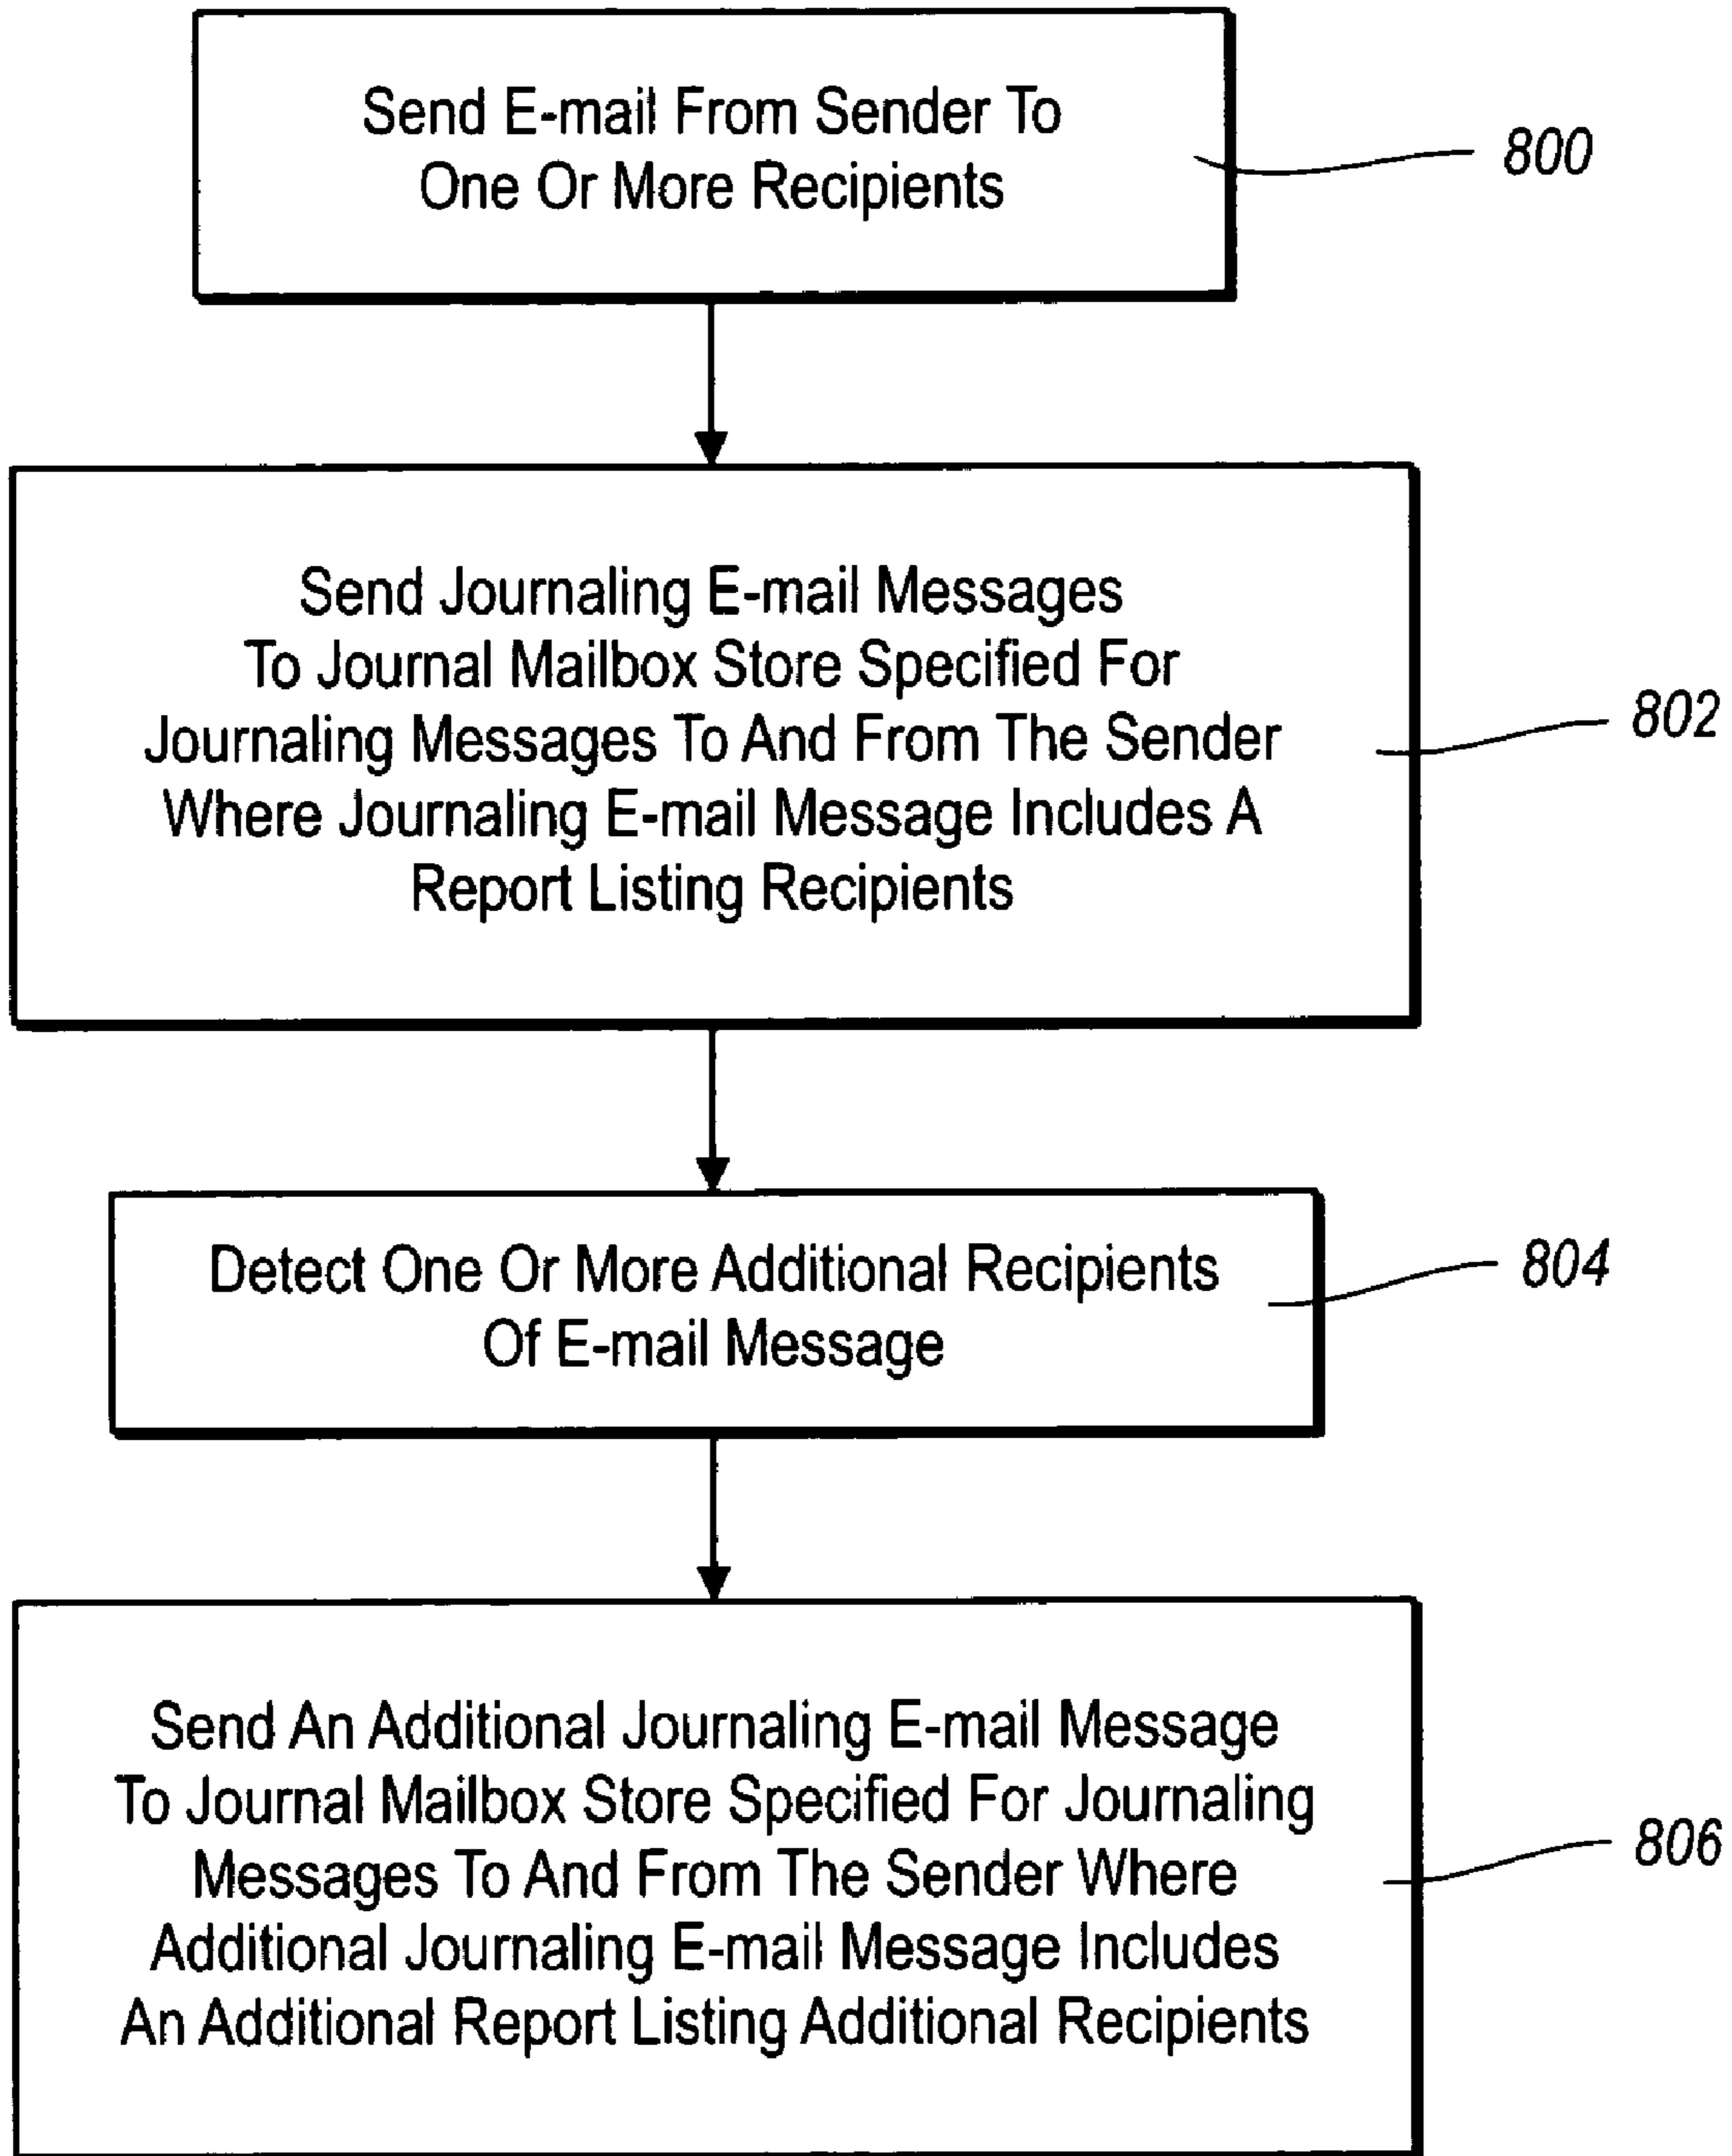 Send E-mail From Sender To
One Or More Recipients
800
Send Journaling E-mail Messages
To Journal Mailbox Store Specified For
Journaling Messages To And From The Sender
Where Journaling E-mail Message Includes A
Report Listing Recipients
802
Detect One Or More Additional Recipients
Of E-mail Message
804
Send An Additional Journaling E-mail Message
To Journal Mailbox Store Specified For Journaling
Messages To And From The Sender Where
Additional Journaling E-mail Message Includes
An Additional Report Listing Additional Recipients
806